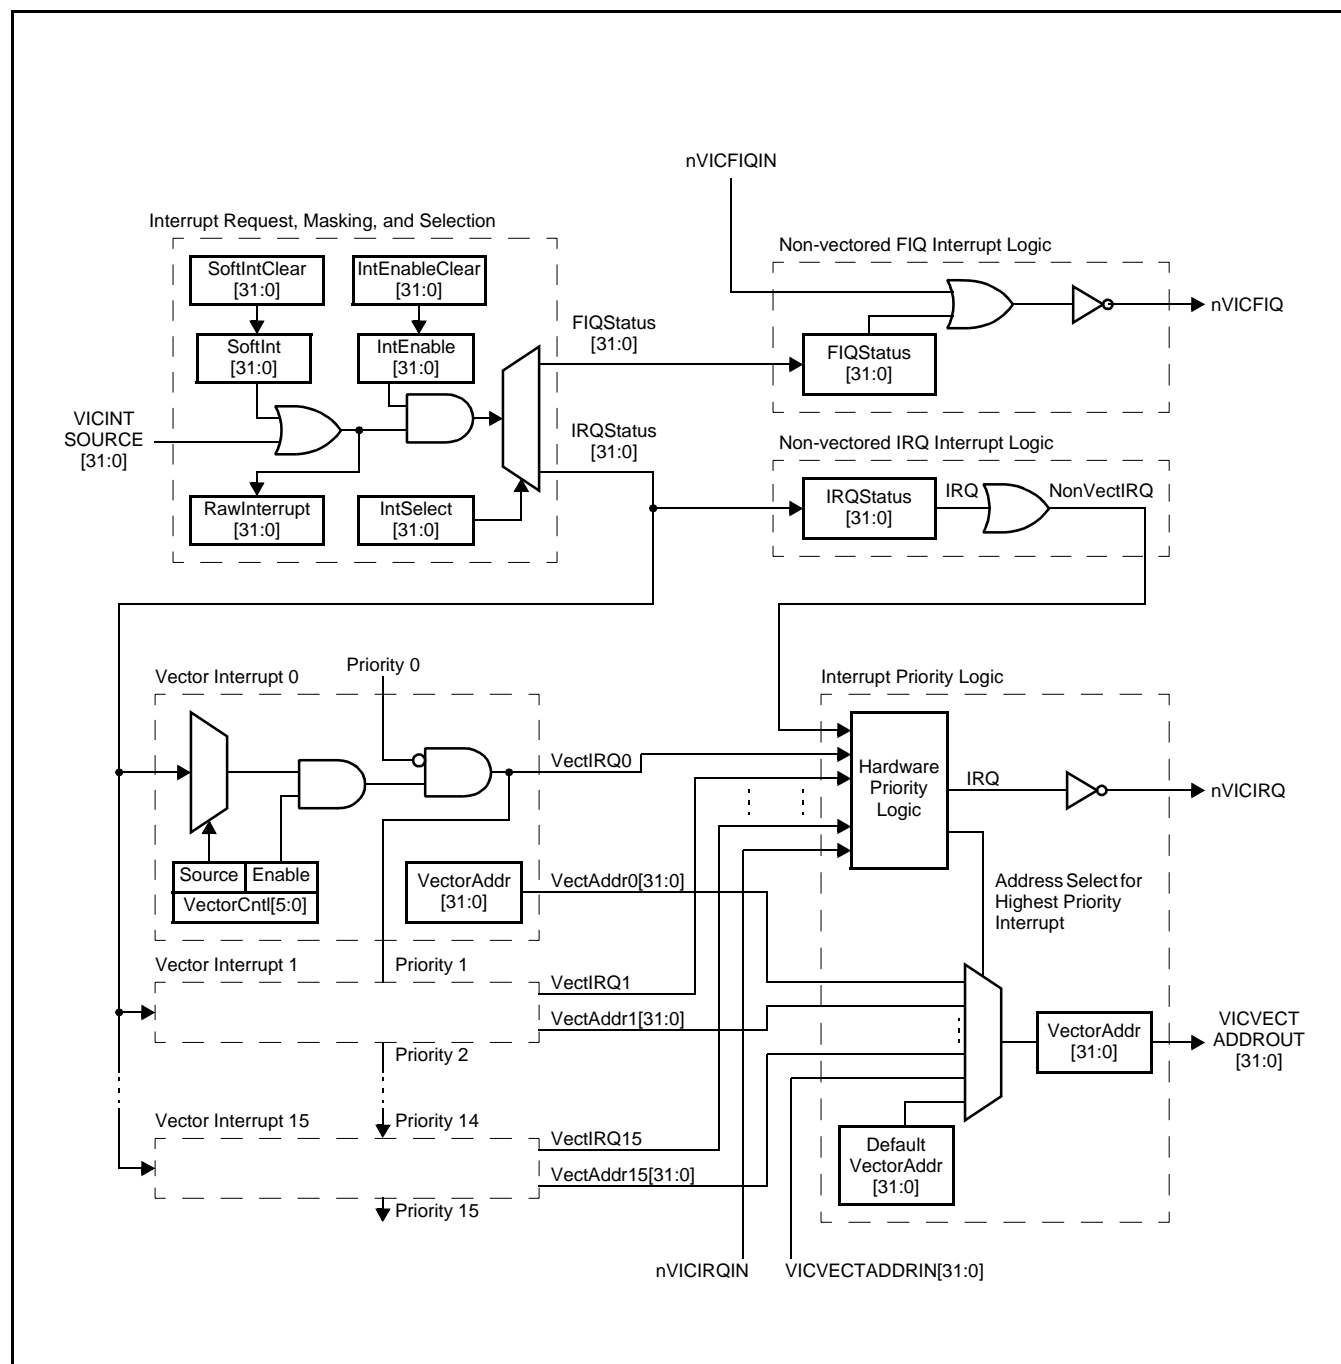 nVICFIQIN
Interrupt Request, Masking, and Selection
Non-vectored FIQ Interrupt Logic
SoftIntClear
[31:0]
IntEnableClear
[31:0]
SoftInt
[31:0]
IntEnable
[31:0]
FIQStatus
[31:0]
FIQStatus
[31:0]
nVICFIQ
VICINT
SOURCE
[31:0]
IRQStatus
[31:0]
Non-vectored IRQ Interrupt Logic
RawInterrupt
[31:0]
IntSelect
[31:0]
IRQStatus
[31:0]
IRQ
NonVectIRQ
Vector Interrupt 0
Priority 0
Interrupt Priority Logic
VectIRQ0
Hardware
Priority
Logic
IRQ
nVICIRQ
Source
Enable
VectorCntl[5:0]
VectorAddr
[31:0]
VectAddr0[31:0]
Address Select for
Highest Priority
Interrupt
Vector Interrupt 1
Priority 1
VectIRQ1
VectAddr1[31:0]
Priority 2
VectorAddr
[31:0]
VICVECT
ADDROUT
[31:0]
Vector Interrupt 15
Priority 14
VectIRQ15
VectAddr15[31:0]
Default
VectorAddr
[31:0]
Priority 15
nVICIRQIN
VICVECTADDRIN[31:0]